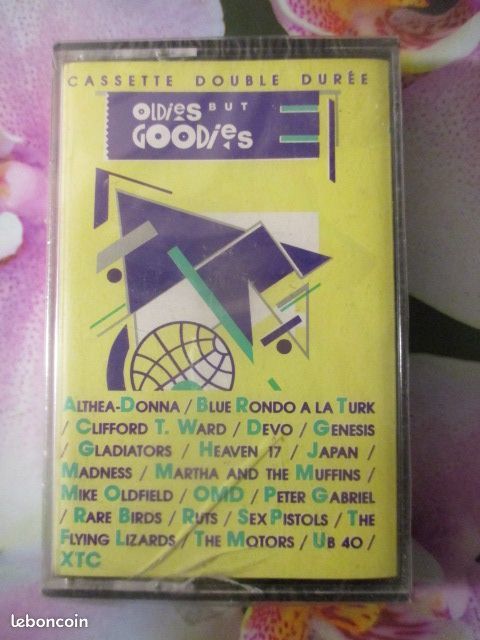 CASSETTE DOUBLE DURÉE
OLDIES BUT
GOODIES
ALTHEA-DONNA / BLUE RONDO A LA TURK
/ CLIFFORD T. WARD / DEVO / GENESIS
/ GLADIATORS / HEAVEN 17 / JAPAN /
MADNESS / MARTHA AND THE MUFFINS /
MIKE OLDFIELD / OMD / PETER GABRIEL
/ RARE BIRDS / RUTS / SEX PISTOLS / THE
FLYING LIZARDS / THE MOTORS / UB 40 /
XTC
leboncoin